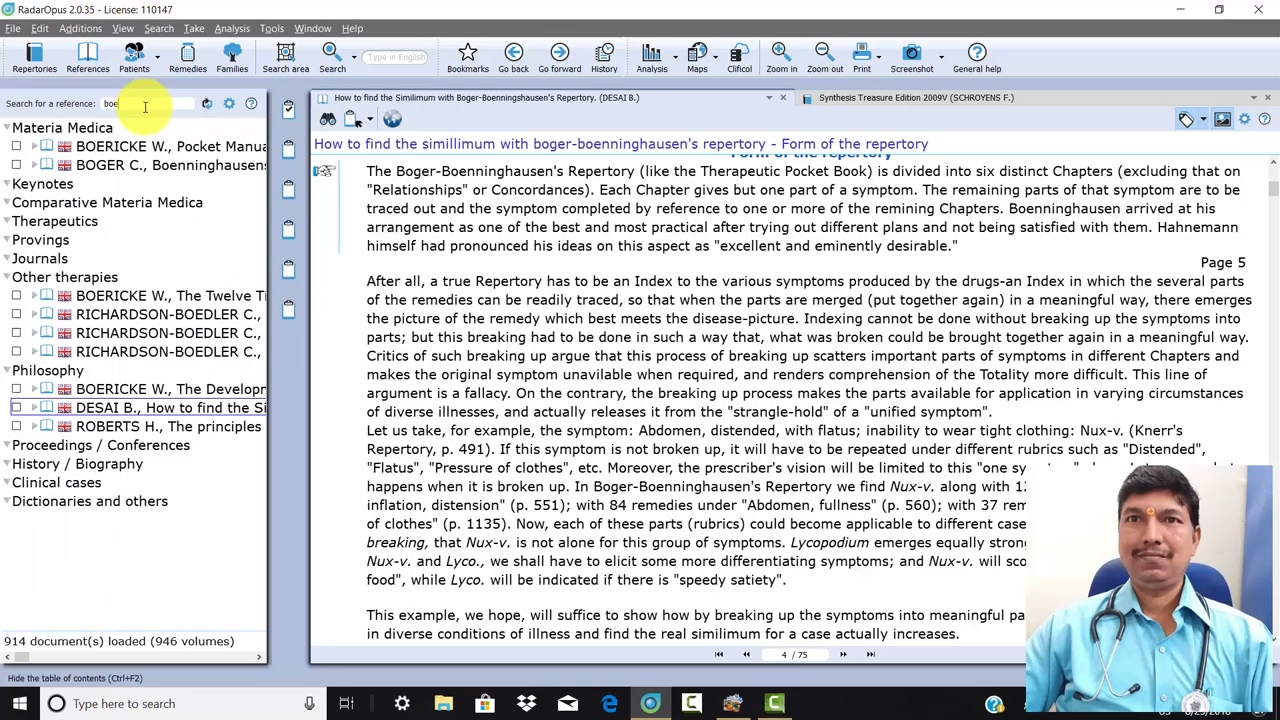 RadarOpus 2.0.35 - License: 110147
File Edit Additions View Search Take Analysis Tools Window Help
Repertories References Patients Remedies Families Search area Search Type in English Bookmarks Go back Go forward History Analysis Maps Clificol Zoom in Zoom out Print Screenshot General help
Search for a reference: boe
Materia Medica
BOERICKE W., Pocket Manua
BOGER C., Boenninghausens
Keynotes
Comparative Materia Medica
Therapeutics
Provings
Journals
Other therapies
BOERICKE W., The Twelve Ti
RICHARDSON-BOEDLER C.,
RICHARDSON-BOEDLER C.,
RICHARDSON-BOEDLER C.,
Philosophy
BOERICKE W., The Developn
DESAI B., How to find the Si
ROBERTS H., The principles
Proceedings / Conferences
History / Biography
Clinical cases
Dictionaries and others
914 document(s) loaded (946 volumes)
Hide the table of contents (Ctrl+F2)
How to find the Similimum with Boger-Boenningshausen's Repertory. (DESAI B.)
Synthesis Treasure Edition 2009V (SCHROYENS F.)
How to find the simillimum with boger-boenninghausen's repertory - Form of the repertory
Form of the repertory
The Boger-Boenninghausen's Repertory (like the Therapeutic Pocket Book) is divided into six distinct Chapters (excluding that on
"Relationships" or Concordances). Each Chapter gives but one part of a symptom. The remaining parts of that symptom are to be
traced out and the symptom completed by reference to one or more of the remining Chapters. Boenninghausen arrived at his
arrangement as one of the best and most practical after trying out different plans and not being satisfied with them. Hahnemann
himself had pronounced his ideas on this aspect as "excellent and eminently desirable."
Page 5
After all, a true Repertory has to be an Index to the various symptoms produced by the drugs-an Index in which the several parts
of the remedies can be readily traced, so that when the parts are merged (put together again) in a meaningful way, there emerges
the picture of the remedy which best meets the disease-picture. Indexing cannot be done without breaking up the symptoms into
parts; but this breaking had to be done in such a way that, what was broken could be brought together again in a meaningful way.
Critics of such breaking up argue that this process of breaking up scatters important parts of symptoms in different Chapters and
makes the original symptom unavailable when required, and renders comprehension of the Totality more difficult. This line of
argument is a fallacy. On the contrary, the breaking up process makes the parts available for application in varying circumstances
of diverse illnesses, and actually releases it from the "strangle-hold" of a "unified symptom".
Let us take, for example, the symptom: Abdomen, distended, with flatus; inability to wear tight clothing: Nux-v. (Knerr's
Repertory, p. 491). If this symptom is not broken up, it will have to be repeated under different rubrics such as "Distended",
"Flatus", "Pressure of clothes", etc. Moreover, the prescriber's vision will be limited to this "one sy
happens when it is broken up. In Boger-Boenninghausen's Repertory we find Nux-v. along with 12
inflation, distension" (p. 551); with 84 remedies under "Abdomen, fullness" (p. 560); with 37 rem
of clothes" (p. 1135). Now, each of these parts (rubrics) could become applicable to different case
breaking, that Nux-v. is not alone for this group of symptoms. Lycopodium emerges equally stron
Nux-v. and Lyco., we shall have to elicit some more differentiating symptoms; and Nux-v. will sco
food", while Lyco. will be indicated if there is "speedy satiety".
This example, we hope, will suffice to show how by breaking up the symptoms into meaningful pa
in diverse conditions of illness and find the real similimum for a case actually increases.
4 / 75
Type here to search